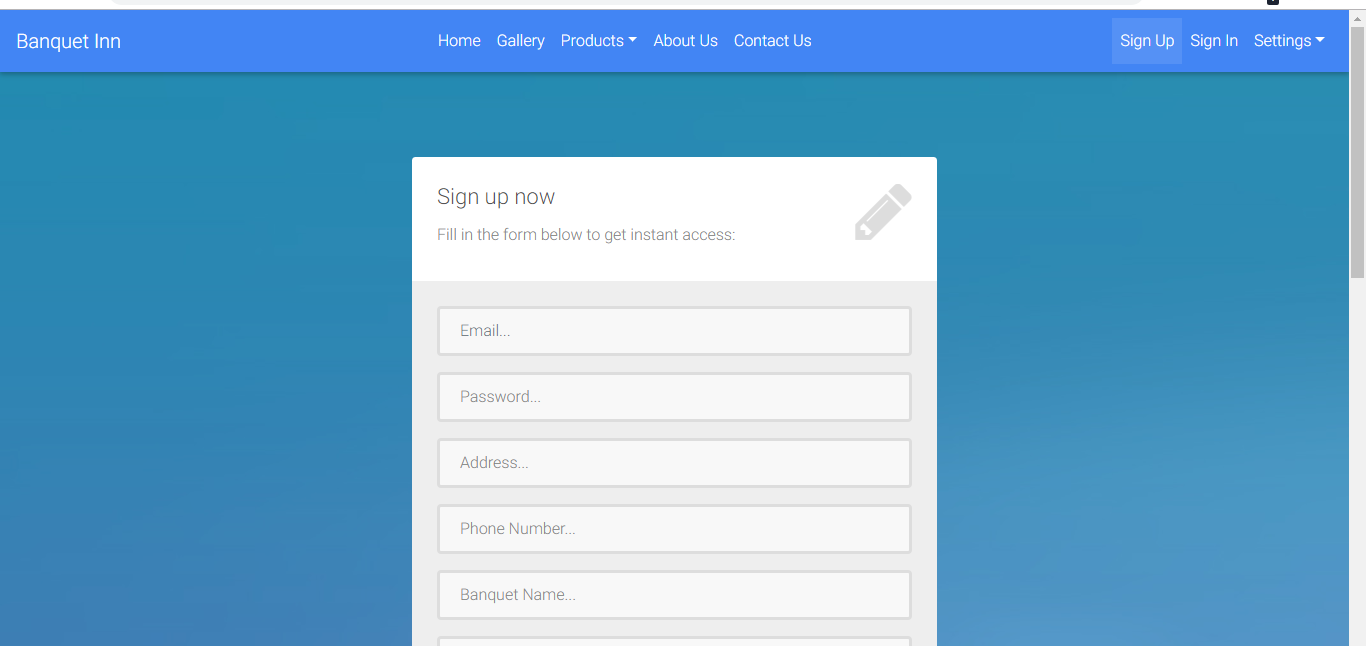 Banquet Inn Home Gallery Products About Us Contact Us Sign Up Sign In Settings
Sign up now
Fill in the form below to get instant access:
Email...
Password...
Address...
Phone Number...
Banquet Name...